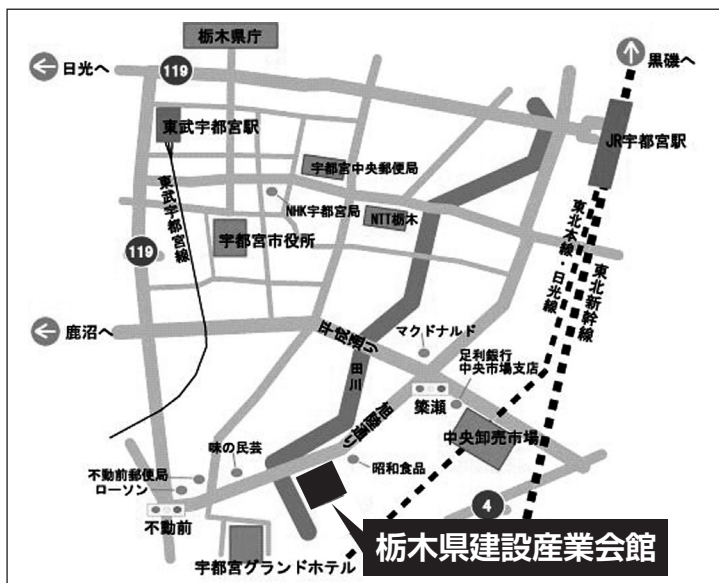 栃木県庁
日光へ
119
黒磯へ
東武宇都宮駅
JR宇都宮駅
宇都宮中央郵便局
東武宇都宮線
NHK宇都宮局
NTT栃木
宇都宮市役所
119
東北本線・日光線
東北新幹線
鹿沼へ
平成通り
マクドナルド
田川
足利銀行
中央市場支店
簗瀬
中央卸売市場
味の民芸
昭和食品
不動前郵便局
ローソン
不動前
4
宇都宮グランドホテル
栃木県建設産業会館